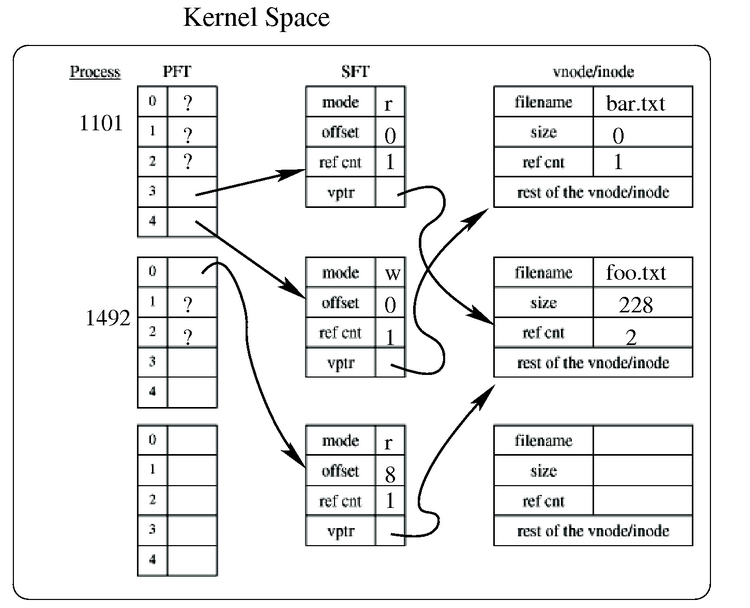 Kernel Space
Process PFT SFT vnode/inode
1101
0 ?
1 ?
2 ?
3
4
mode r
offset 0
ref cnt 1
vptr
filename bar.txt
size 0
ref cnt 1
rest of the vnode/inode
1492
0
1 ?
2 ?
3
4
mode w
offset 0
ref cnt 1
vptr
filename foo.txt
size 228
ref cnt 2
rest of the vnode/inode
0
1
2
3
4
mode r
offset 8
ref cnt 1
vptr
filename
size
ref cnt
rest of the vnode/inode